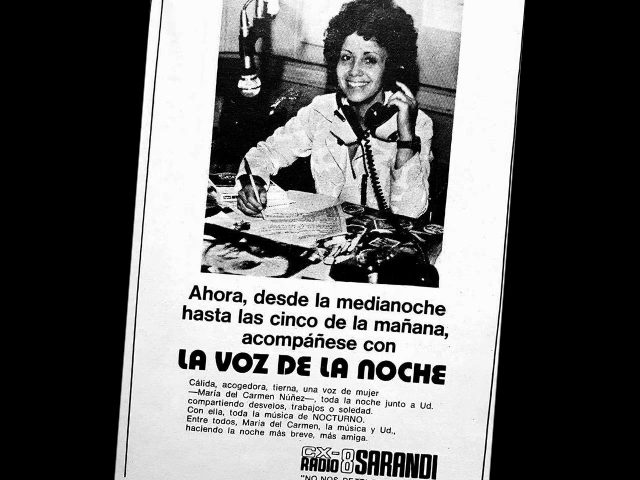 Ahora, desde la medianoche
hasta las cinco de la mañana,
acompáñese con
LA VOZ DE LA NOCHE
Cálida, acogedora, tierna, una voz de mujer
—María del Carmen Núñez—, toda la noche junto a Ud.
compartiendo desvelos, trabajos o soledad.
Con ella, toda la música de NOCTURNO.
Entre todos, María del Carmen, la música y Ud.,
haciendo la noche más breve, más amiga.
CX-8 RADIO SARANDI
"NO NOS